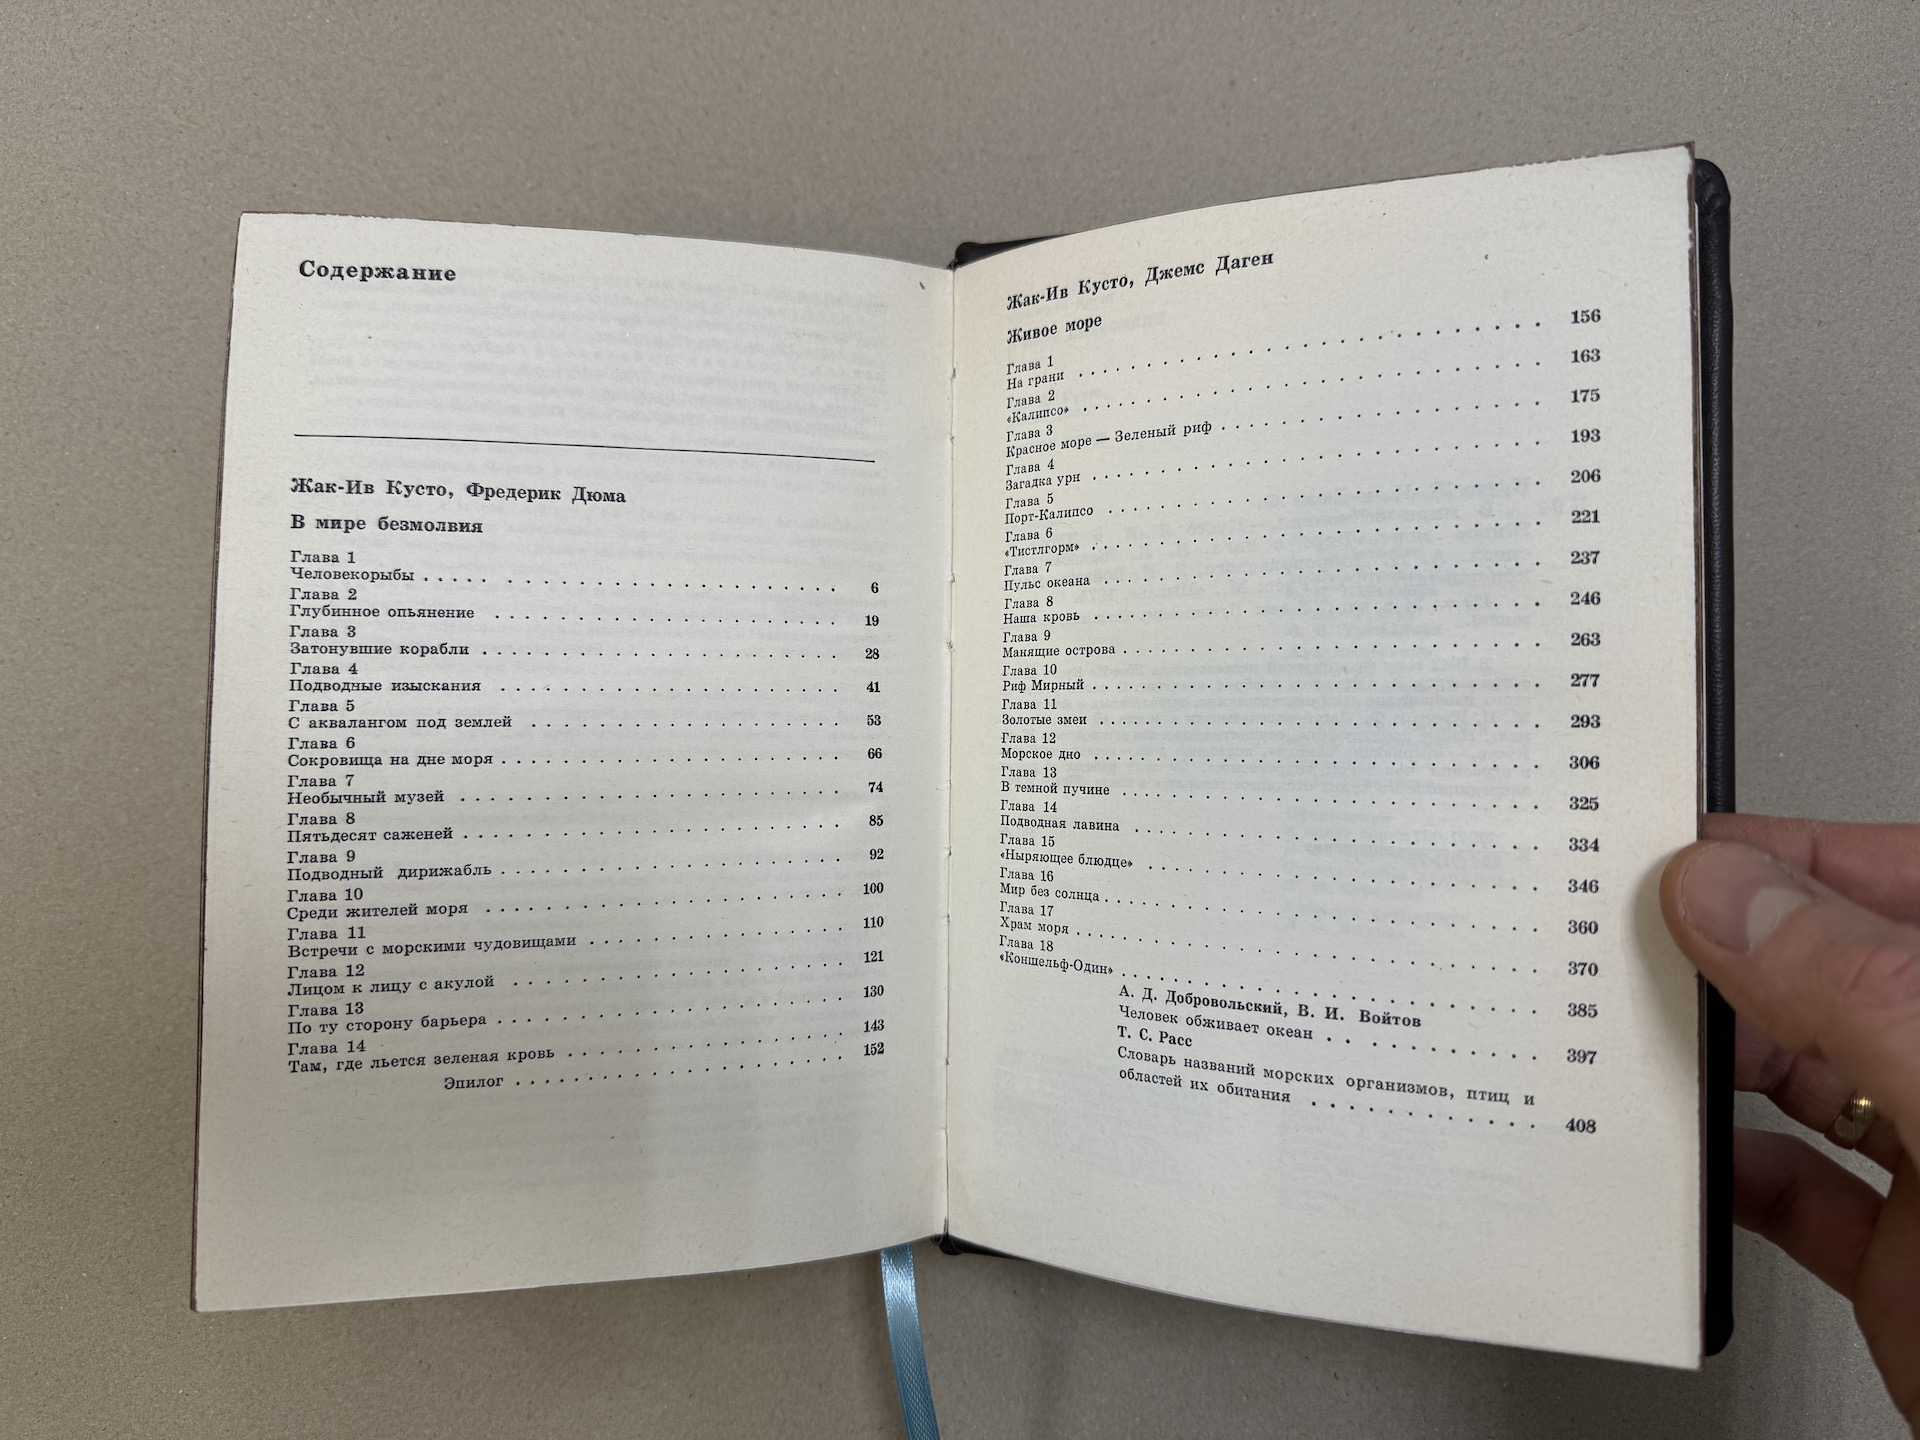 Содержание
Жак-Ив Кусто, Фредерик Дюма
В мире безмолвия
Глава 1
Человекорыбы . . . . . . . . . . . . . . . . . . . . 6
Глава 2
Глубинное опьянение . . . . . . . . . . . . . . . . . . . . 19
Глава 3
Затонувшие корабли . . . . . . . . . . . . . . . . . . . . 28
Глава 4
Подводные изыскания . . . . . . . . . . . . . . . . . . . . 41
Глава 5
С аквалангом под землей . . . . . . . . . . . . . . . . . . . . 53
Глава 6
Сокровища на дне моря . . . . . . . . . . . . . . . . . . . . 66
Глава 7
Необычный музей . . . . . . . . . . . . . . . . . . . . 74
Глава 8
Пятьдесят саженей . . . . . . . . . . . . . . . . . . . . 85
Глава 9
Подводный дирижабль . . . . . . . . . . . . . . . . . . . . 92
Глава 10
Среди жителей моря . . . . . . . . . . . . . . . . . . . . 100
Глава 11
Встречи с морскими чудовищами . . . . . . . . . . . . . . . . 110
Глава 12
Лицом к лицу с акулой . . . . . . . . . . . . . . . . . . . . 121
Глава 13
По ту сторону барьера . . . . . . . . . . . . . . . . . . . . 130
Глава 14
Там, где льется зеленая кровь . . . . . . . . . . . . . . . . . 143
Эпилог . . . . . . . . . . . . . . . . . . . . 152
Жак-Ив Кусто, Джемс Даген
Живое море
Глава 1
На грани . . . . . . . . . . . . . . . . . . . . 156
Глава 2
«Калипсо» . . . . . . . . . . . . . . . . . . . . 163
Глава 3
Красное море — Зеленый риф . . . . . . . . . . . . . . . . . . . . 175
Глава 4
Загадка урн . . . . . . . . . . . . . . . . . . . . 193
Глава 5
Порт-Калипсо . . . . . . . . . . . . . . . . . . . . 206
Глава 6
«Тистлгорм» . . . . . . . . . . . . . . . . . . . . 221
Глава 7
Пульс океана . . . . . . . . . . . . . . . . . . . . 237
Глава 8
Наша кровь . . . . . . . . . . . . . . . . . . . . 246
Глава 9
Манящие острова . . . . . . . . . . . . . . . . . . . . 263
Глава 10
Риф Мирный . . . . . . . . . . . . . . . . . . . . 277
Глава 11
Золотые змеи . . . . . . . . . . . . . . . . . . . . 293
Глава 12
Морское дно . . . . . . . . . . . . . . . . . . . . 306
Глава 13
В темной пучине . . . . . . . . . . . . . . . . . . . . 325
Глава 14
Подводная лавина . . . . . . . . . . . . . . . . . . . . 334
Глава 15
«Ныряющее блюдце» . . . . . . . . . . . . . . . . . . . . 346
Глава 16
Мир без солнца . . . . . . . . . . . . . . . . . . . . 360
Глава 17
Храм моря . . . . . . . . . . . . . . . . . . . . 370
Глава 18
«Коншельф-Один» . . . . . . . . . . . . . . . . . . . . 385
А. Д. Добровольский, В. И. Войтов
Человек обживает океан . . . . . . . . . . . 397
Т. С. Расс
Словарь названий морских организмов, птиц и
областей их обитания . . . . . . . . . . . 408